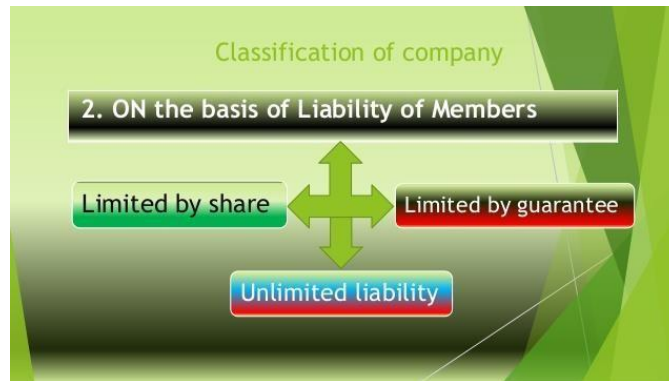 Classification of company
2. ON the basis of Liability of Members
Limited by share
Limited by guarantee
Unlimited liability